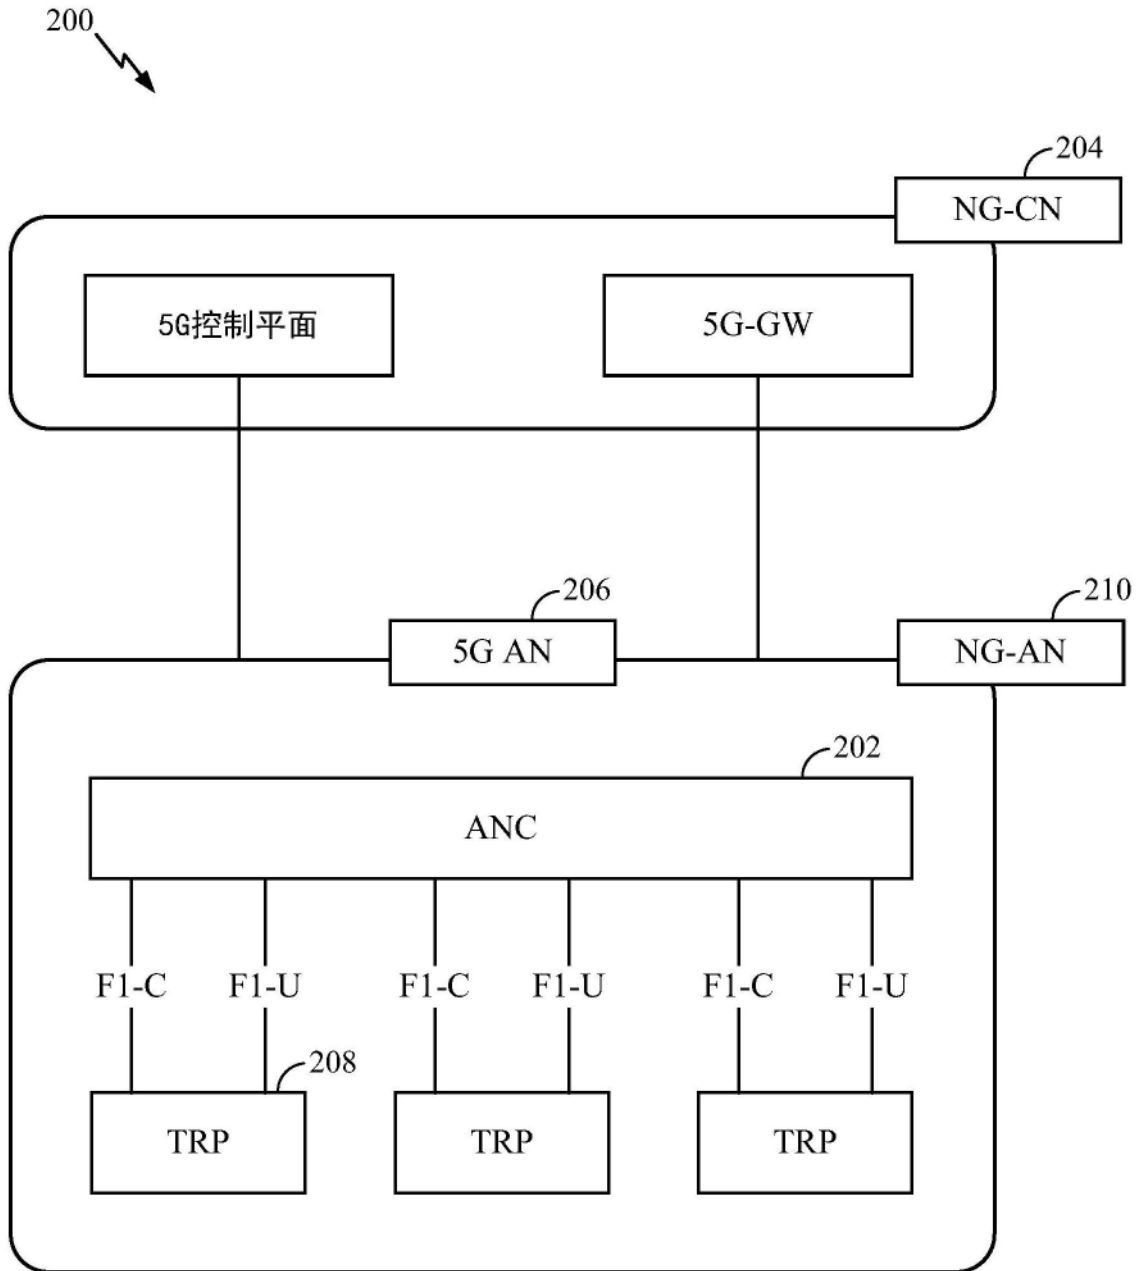 200
204
NG-CN
5G控制平面
5G-GW
206
210
5G AN
NG-AN
202
ANC
F1-C
F1-U
F1-C
F1-U
F1-C
F1-U
208
TRP
TRP
TRP